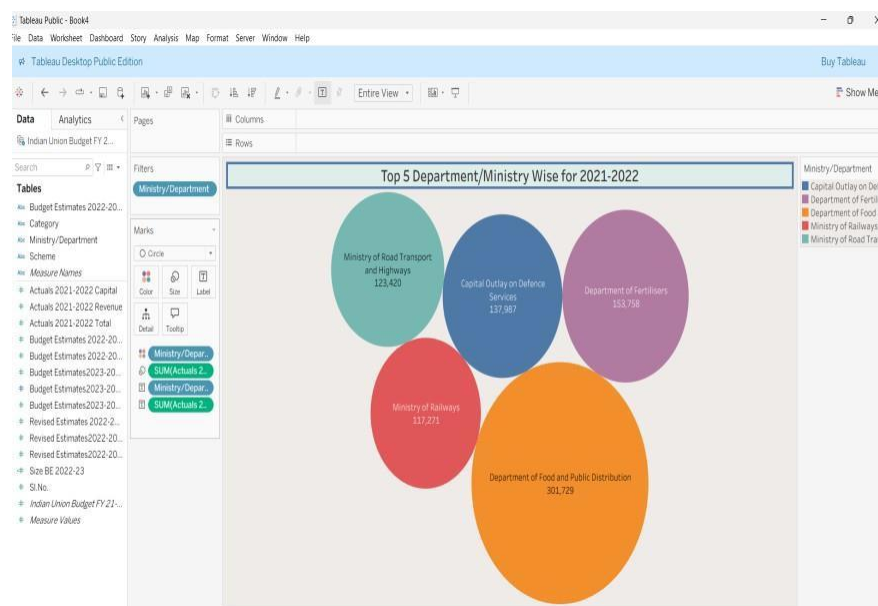 Tableau Public - Book4
File Data Worksheet Dashboard Story Analysis Map Format Server Window Help
Tableau Desktop Public Edition
Buy Tableau
Entire View
Show Me
Data Analytics
Indian Union Budget FY 2...
Search
Tables
Abc Budget Estimates 2022-20...
Abc Category
Abc Ministry/Department
Abc Scheme
Abc Measure Names
# Actuals 2021-2022 Capital
# Actuals 2021-2022 Revenue
# Actuals 2021-2022 Total
# Budget Estimates 2022-20...
# Budget Estimates 2022-20...
# Budget Estimates2023-20...
# Budget Estimates2023-20...
# Budget Estimates2023-20...
# Revised Estimates 2022-2...
# Revised Estimates2022-20...
# Revised Estimates2022-20...
=# Size BE 2022-23
# Sl.No.
# Indian Union Budget FY 21-...
# Measure Values
Pages
Filters
Ministry/Department
Marks
Circle
Color Size Label
Detail Tooltip
Ministry/Depar..
SUM(Actuals 2..
Ministry/Depar..
SUM(Actuals 2..
Columns
Rows
Top 5 Department/Ministry Wise for 2021-2022
Ministry of Road Transport
and Highways
123,420
Capital Outlay on Defence
Services
137,987
Department of Fertilisers
153,758
Ministry of Railways
117,271
Department of Food and Public Distribution
301,729
Ministry/Department
Capital Outlay on De
Department of Fertil
Department of Food
Ministry of Railways
Ministry of Road Tra